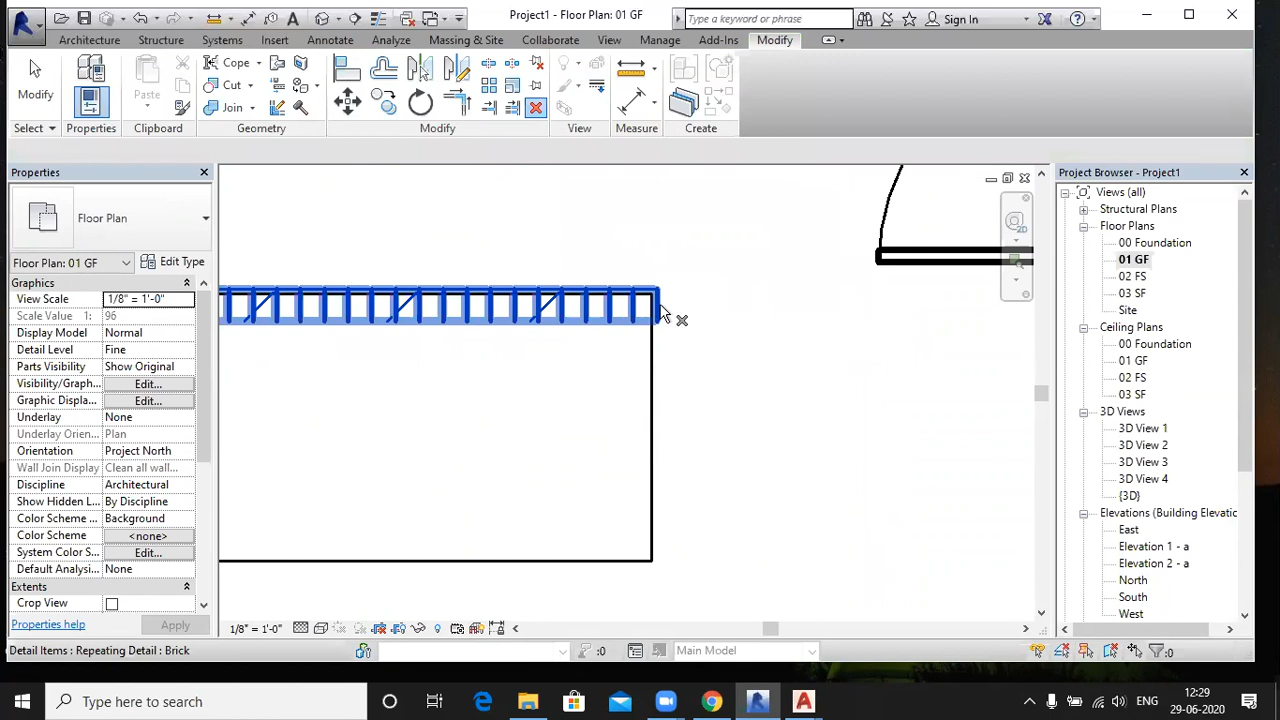 Project1 - Floor Plan: 01 GF
Type a keyword or phrase
Sign In
Architecture Structure Systems Insert Annotate Analyze Massing & Site Collaborate View Manage Add-Ins Modify
Modify
Paste
Cope
Cut
Join
Select Properties Clipboard Geometry Modify View Measure Create
Properties
Floor Plan
Floor Plan: 01 GF
Edit Type
Graphics
View Scale 1/8" = 1'-0"
Scale Value 1: 96
Display Model Normal
Detail Level Fine
Parts Visibility Show Original
Visibility/Graph... Edit...
Graphic Displa... Edit...
Underlay None
Underlay Orien... Plan
Orientation Project North
Wall Join Display Clean all wall...
Discipline Architectural
Show Hidden L... By Discipline
Color Scheme ... Background
Color Scheme <none>
System Color S... Edit...
Default Analysi... None
Extents
Crop View
Properties help
Apply
2D
1/8" = 1'-0"
Project Browser - Project1
Views (all)
Structural Plans
Floor Plans
00 Foundation
01 GF
02 FS
03 SF
Site
Ceiling Plans
00 Foundation
01 GF
02 FS
03 SF
3D Views
3D View 1
3D View 2
3D View 3
3D View 4
{3D}
Elevations (Building Elevatio
East
Elevation 1 - a
Elevation 2 - a
North
South
West
Detail Items : Repeating Detail : Brick
:0
Main Model
:0
Type here to search
ENG
12:29
29-06-2020